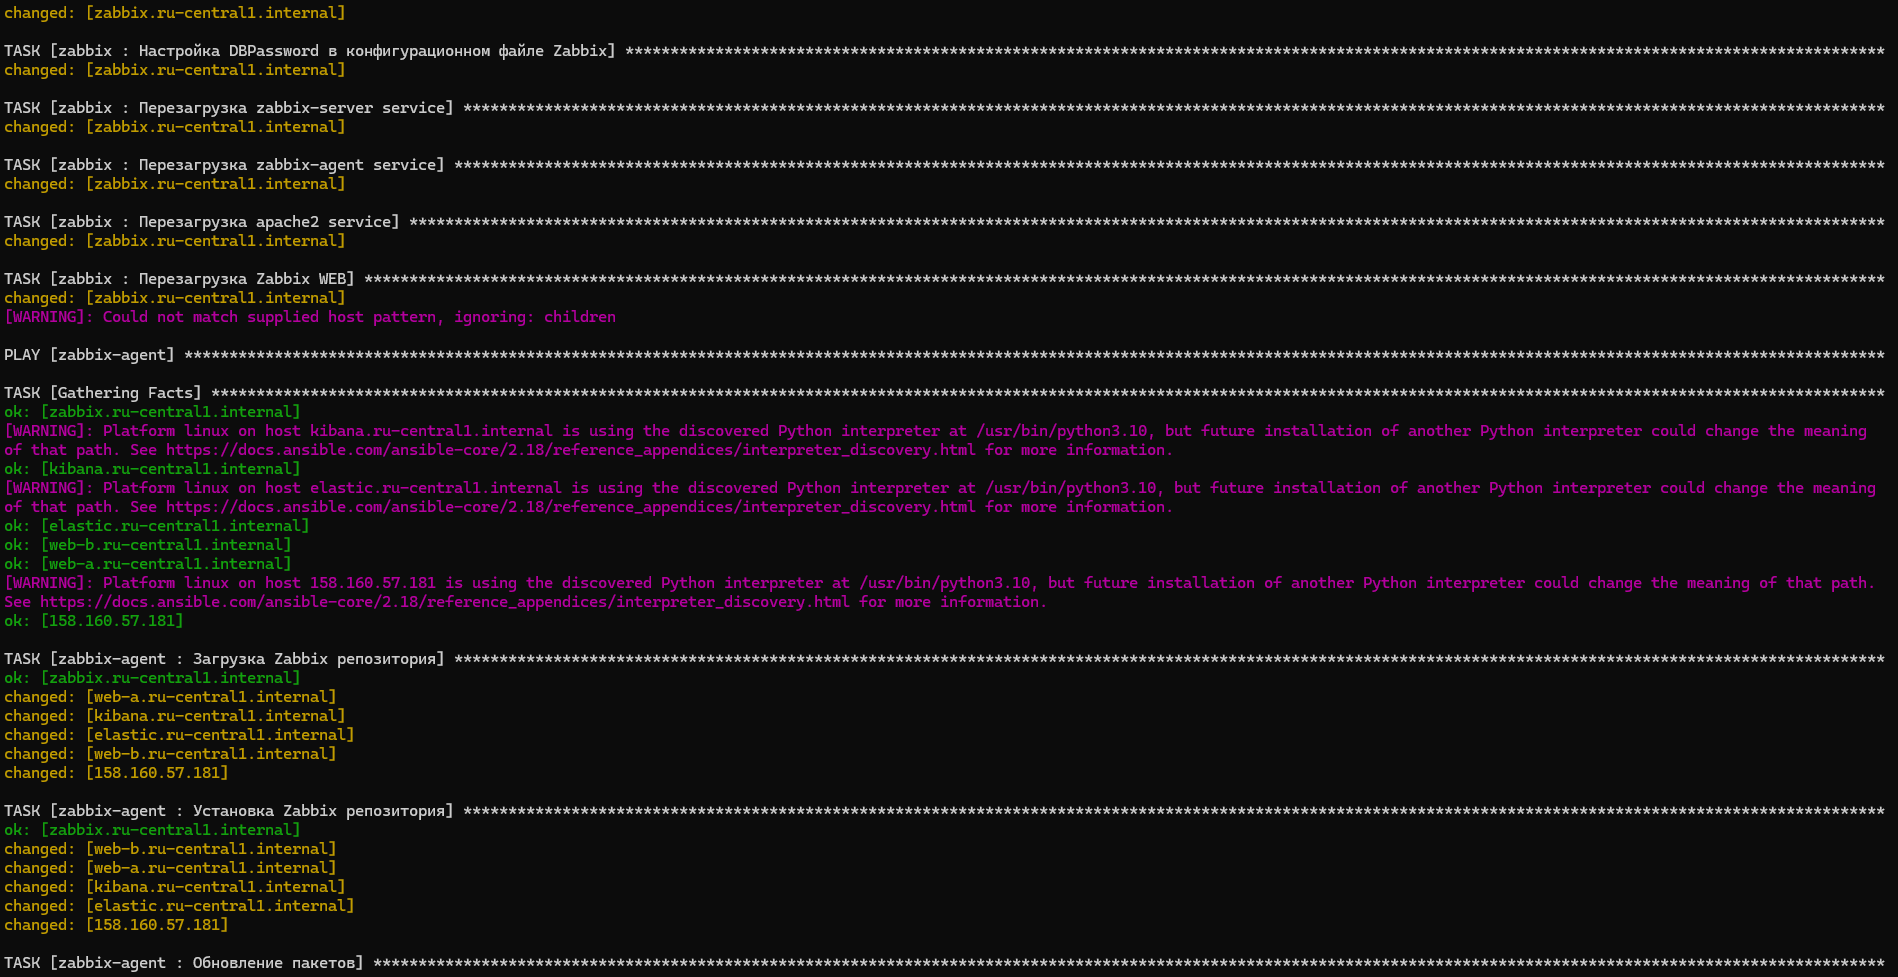 changed: [zabbix.ru-central1.internal]
TASK [zabbix : Настройка DBPassword в конфигурационном файле Zabbix] ********************************************************************************************************************************************
changed: [zabbix.ru-central1.internal]
TASK [zabbix : Перезагрузка zabbix-server service] **************************************************************************************************************************************************************
changed: [zabbix.ru-central1.internal]
TASK [zabbix : Перезагрузка zabbix-agent service] ***************************************************************************************************************************************************************
changed: [zabbix.ru-central1.internal]
TASK [zabbix : Перезагрузка apache2 service] ********************************************************************************************************************************************************************
changed: [zabbix.ru-central1.internal]
TASK [zabbix : Перезагрузка Zabbix WEB] *************************************************************************************************************************************************************************
changed: [zabbix.ru-central1.internal]
[WARNING]: Could not match supplied host pattern, ignoring: children
PLAY [zabbix-agent] *********************************************************************************************************************************************************************************************
TASK [Gathering Facts] ******************************************************************************************************************************************************************************************
ok: [zabbix.ru-central1.internal]
[WARNING]: Platform linux on host kibana.ru-central1.internal is using the discovered Python interpreter at /usr/bin/python3.10, but future installation of another Python interpreter could change the meaning
of that path. See https://docs.ansible.com/ansible-core/2.18/reference_appendices/interpreter_discovery.html for more information.
ok: [kibana.ru-central1.internal]
[WARNING]: Platform linux on host elastic.ru-central1.internal is using the discovered Python interpreter at /usr/bin/python3.10, but future installation of another Python interpreter could change the meaning
of that path. See https://docs.ansible.com/ansible-core/2.18/reference_appendices/interpreter_discovery.html for more information.
ok: [elastic.ru-central1.internal]
ok: [web-b.ru-central1.internal]
ok: [web-a.ru-central1.internal]
[WARNING]: Platform linux on host 158.160.57.181 is using the discovered Python interpreter at /usr/bin/python3.10, but future installation of another Python interpreter could change the meaning of that path.
See https://docs.ansible.com/ansible-core/2.18/reference_appendices/interpreter_discovery.html for more information.
ok: [158.160.57.181]
TASK [zabbix-agent : Загрузка Zabbix репозитория] ***************************************************************************************************************************************************************
ok: [zabbix.ru-central1.internal]
changed: [web-a.ru-central1.internal]
changed: [kibana.ru-central1.internal]
changed: [elastic.ru-central1.internal]
changed: [web-b.ru-central1.internal]
changed: [158.160.57.181]
TASK [zabbix-agent : Установка Zabbix репозитория] **************************************************************************************************************************************************************
ok: [zabbix.ru-central1.internal]
changed: [web-b.ru-central1.internal]
changed: [web-a.ru-central1.internal]
changed: [kibana.ru-central1.internal]
changed: [elastic.ru-central1.internal]
changed: [158.160.57.181]
TASK [zabbix-agent : Обновление пакетов] ************************************************************************************************************************************************************************